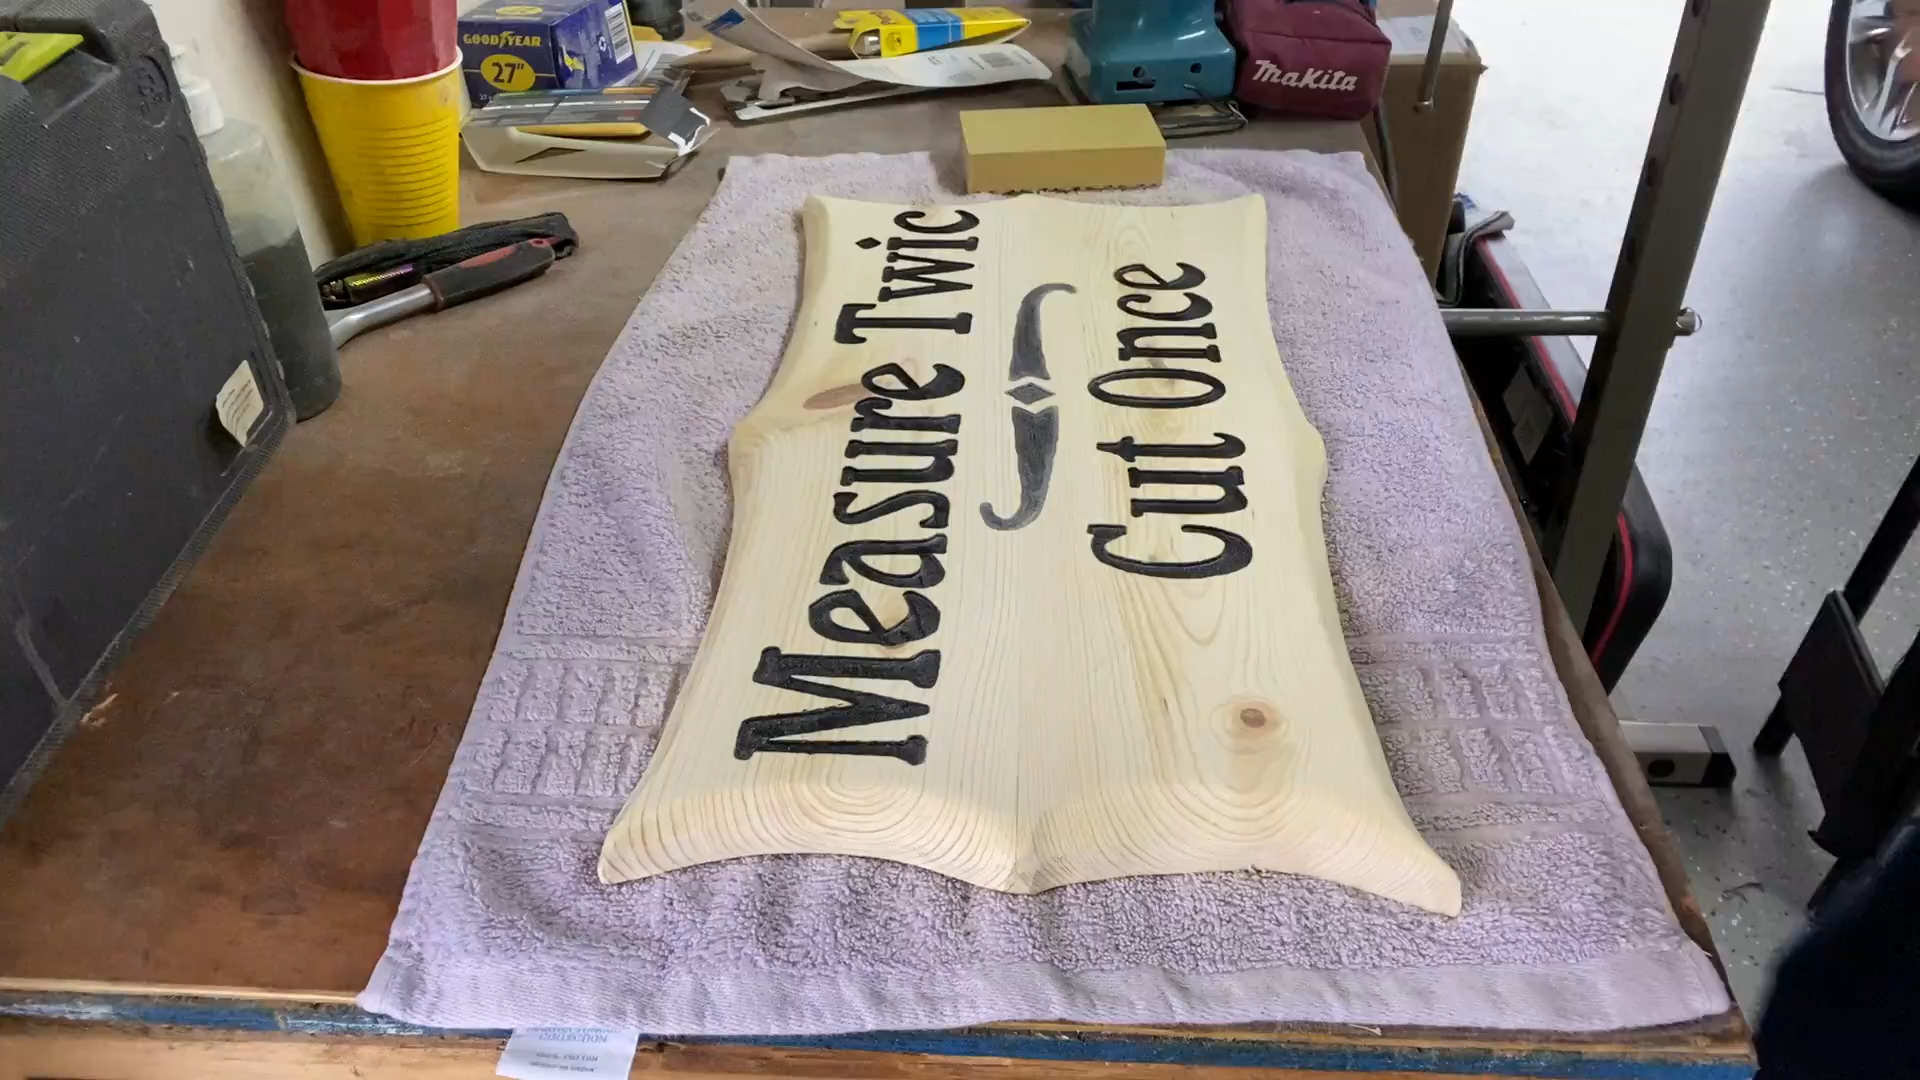 Measure Twic
Cut Once
GOODYEAR
27"
Makita